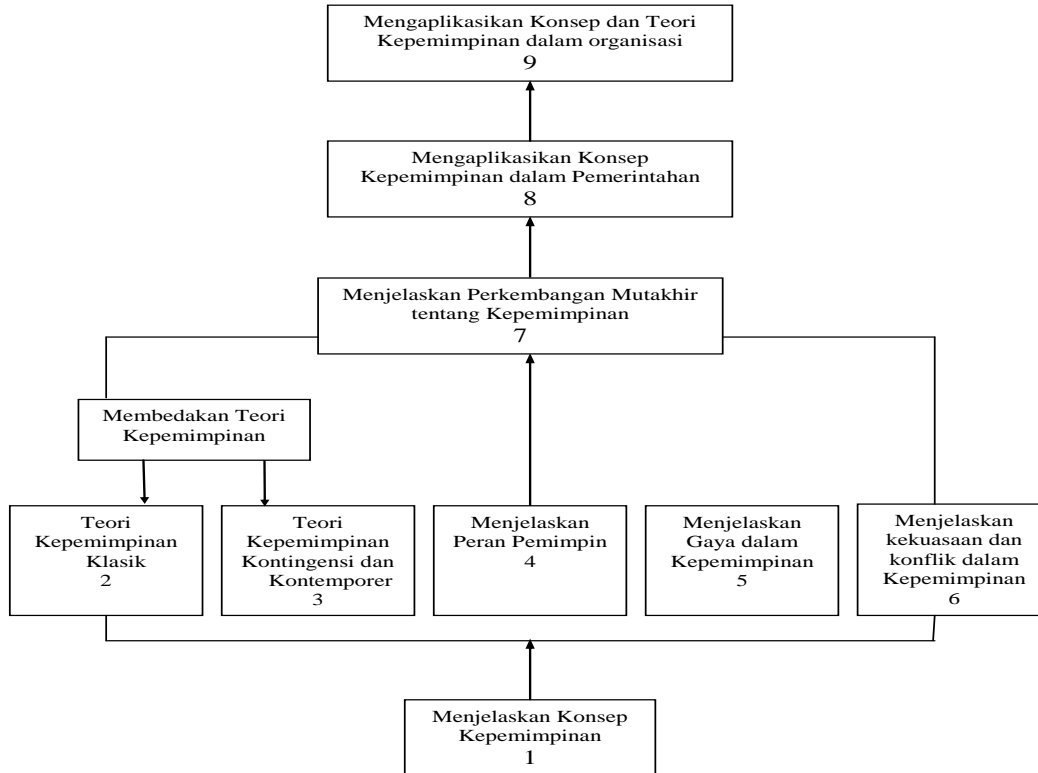 Mengaplikasikan Konsep dan Teori
Kepemimpinan dalam organisasi
9
Mengaplikasikan Konsep
Kepemimpinan dalam Pemerintahan
8
Menjelaskan Perkembangan Mutakhir
tentang Kepemimpinan
7
Membedakan Teori
Kepemimpinan
Teori
Kepemimpinan
Klasik
2
Teori
Kepemimpinan
Kontingensi dan
Kontemporer
3
Menjelaskan
Peran Pemimpin
4
Menjelaskan
Gaya dalam
Kepemimpinan
5
Menjelaskan
kekuasaan dan
konflik dalam
Kepemimpinan
6
Menjelaskan Konsep
Kepemimpinan
1